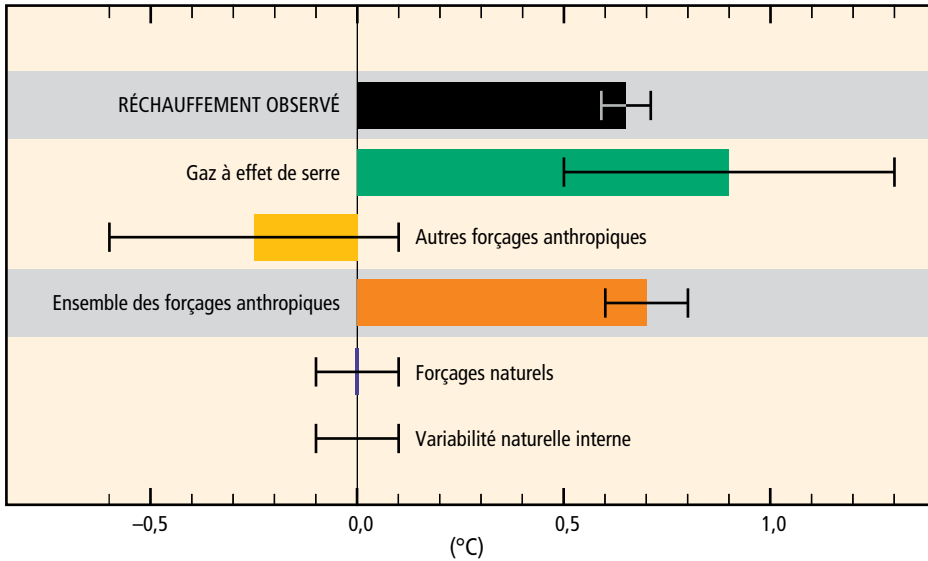 RÉCHAUFFEMENT OBSERVÉ
Gaz à effet de serre
Autres forçages anthropiques
Ensemble des forçages anthropiques
Forçages naturels
Variabilité naturelle interne
–0,5 0,0 0,5 1,0
(°C)